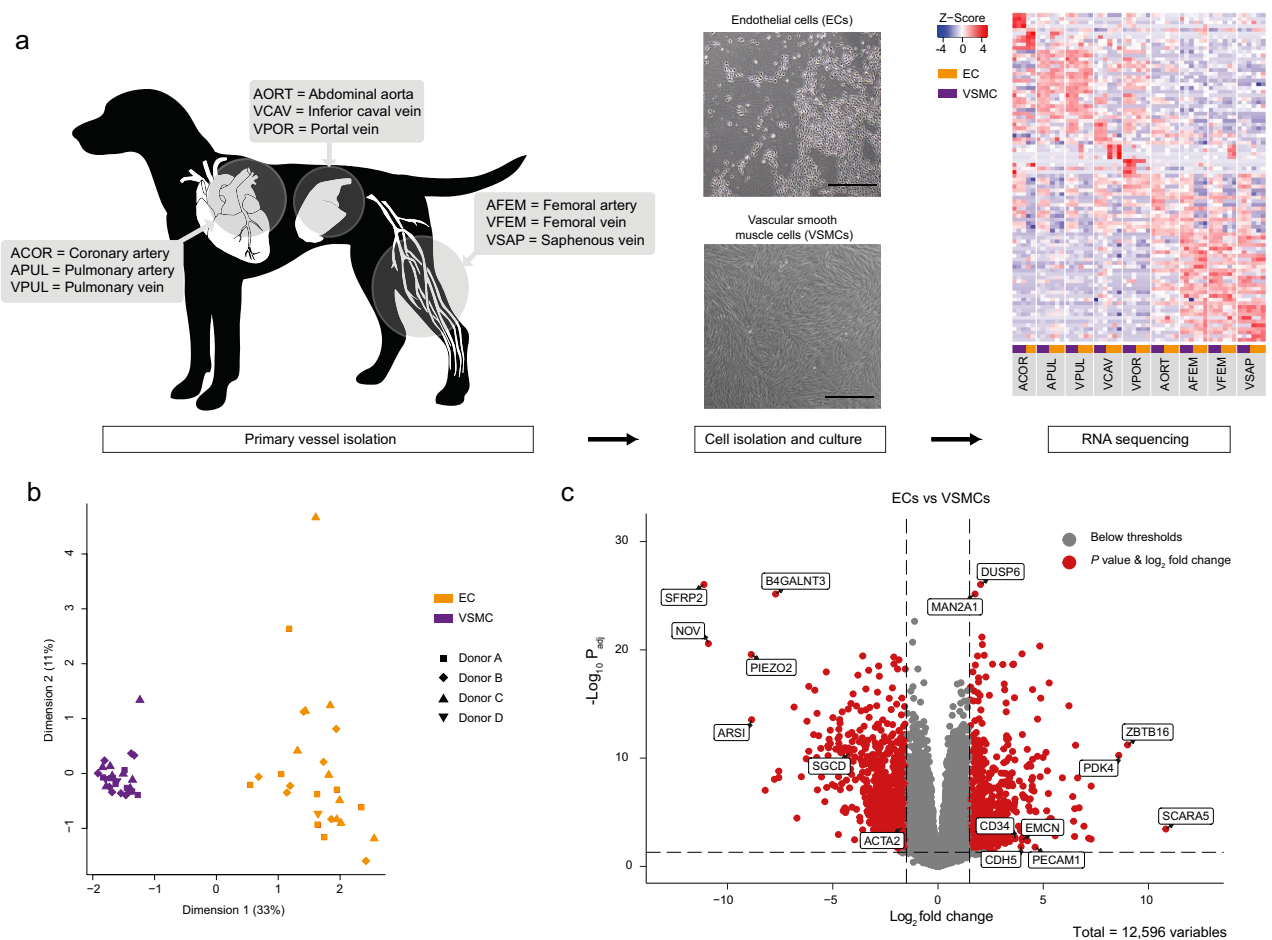 a
AORT = Abdominal aorta
VCAV = Inferior caval vein
VPOR = Portal vein
AFEM = Femoral artery
VFEM = Femoral vein
VSAP = Saphenous vein
ACOR = Coronary artery
APUL = Pulmonary artery
VPUL = Pulmonary vein
Endothelial cells (ECs)
Vascular smooth
muscle cells (VSMCs)
Z−Score
-4 0 4
EC
VSMC
ACOR
APUL
VPUL
VCAV
VPOR
AORT
AFEM
VFEM
VSAP
Primary vessel isolation
Cell isolation and culture
RNA sequencing
b
Dimension 2 (11%)
4
3
2
1
0
−1
−2 −1 0 1 2
Dimension 1 (33%)
EC
VSMC
Donor A
Donor B
Donor C
Donor D
c
ECs vs VSMCs
-Log10 Padj
30
20
10
0
−10 −5 0 5 10
Log2 fold change
Below thresholds
P value & log2 fold change
SFRP2
B4GALNT3
DUSP6
MAN2A1
NOV
PIEZO2
ARSI
SGCD
ACTA2
ZBTB16
PDK4
SCARA5
CD34
EMCN
CDH5
PECAM1
Total = 12,596 variables